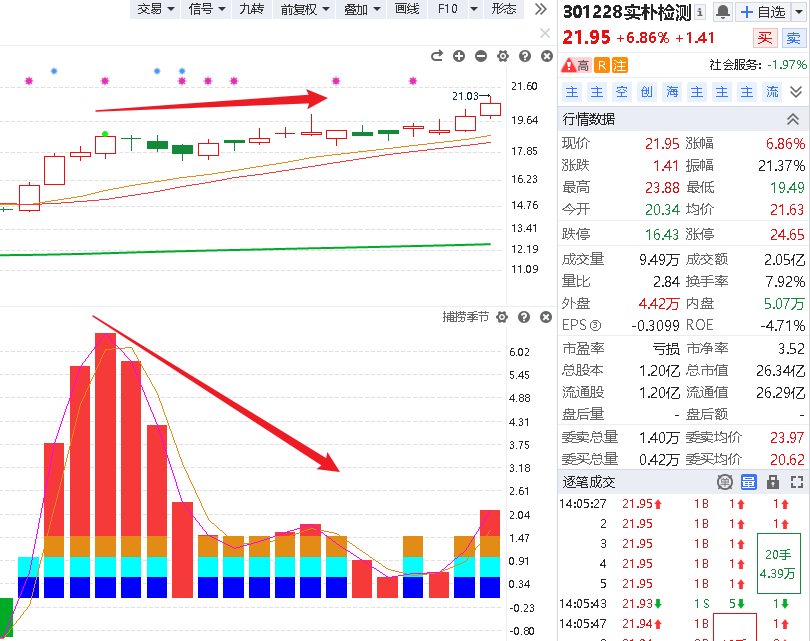 交易 信号 九转 前复权 叠加 画线 F10 形态
301228实朴检测 自选
21.95 +6.86% +1.41 买 卖
高 R 注 社会服务: -1.97%
主 主 空 创 海 主 主 主 流
21.03
21.60
19.64
17.85
16.23
14.76
13.41
12.19
11.09
捕捞季节
6.02
5.45
4.88
4.31
3.75
3.18
2.61
2.04
1.47
0.91
0.34
-0.23
-0.80
行情数据
现价 21.95 涨幅 6.86%
涨跌 1.41 振幅 21.37%
最高 23.88 最低 19.49
今开 20.34 均价 21.63
跌停 16.43 涨停 24.65
成交量 9.49万 成交额 2.05亿
量比 2.84 换手率 7.92%
外盘 4.42万 内盘 5.07万
EPS③ -0.3099 ROE -4.71%
市盈率 亏损 市净率 3.52
总股本 1.20亿 总市值 26.34亿
流通股 1.20亿 流通值 26.29亿
盘后量 - 盘后额 -
委卖总量 1.40万 委卖均价 23.97
委买总量 0.42万 委买均价 20.62
逐笔成交 量
14:05:27 21.95 1B 1 1
2 21.95 1B 1
3 21.95 1B 1
4 21.95 1B 1
5 21.95 1B 1
20手
4.39万
14:05:43 21.93 1S 5 1
14:05:47 21.94 1B 1